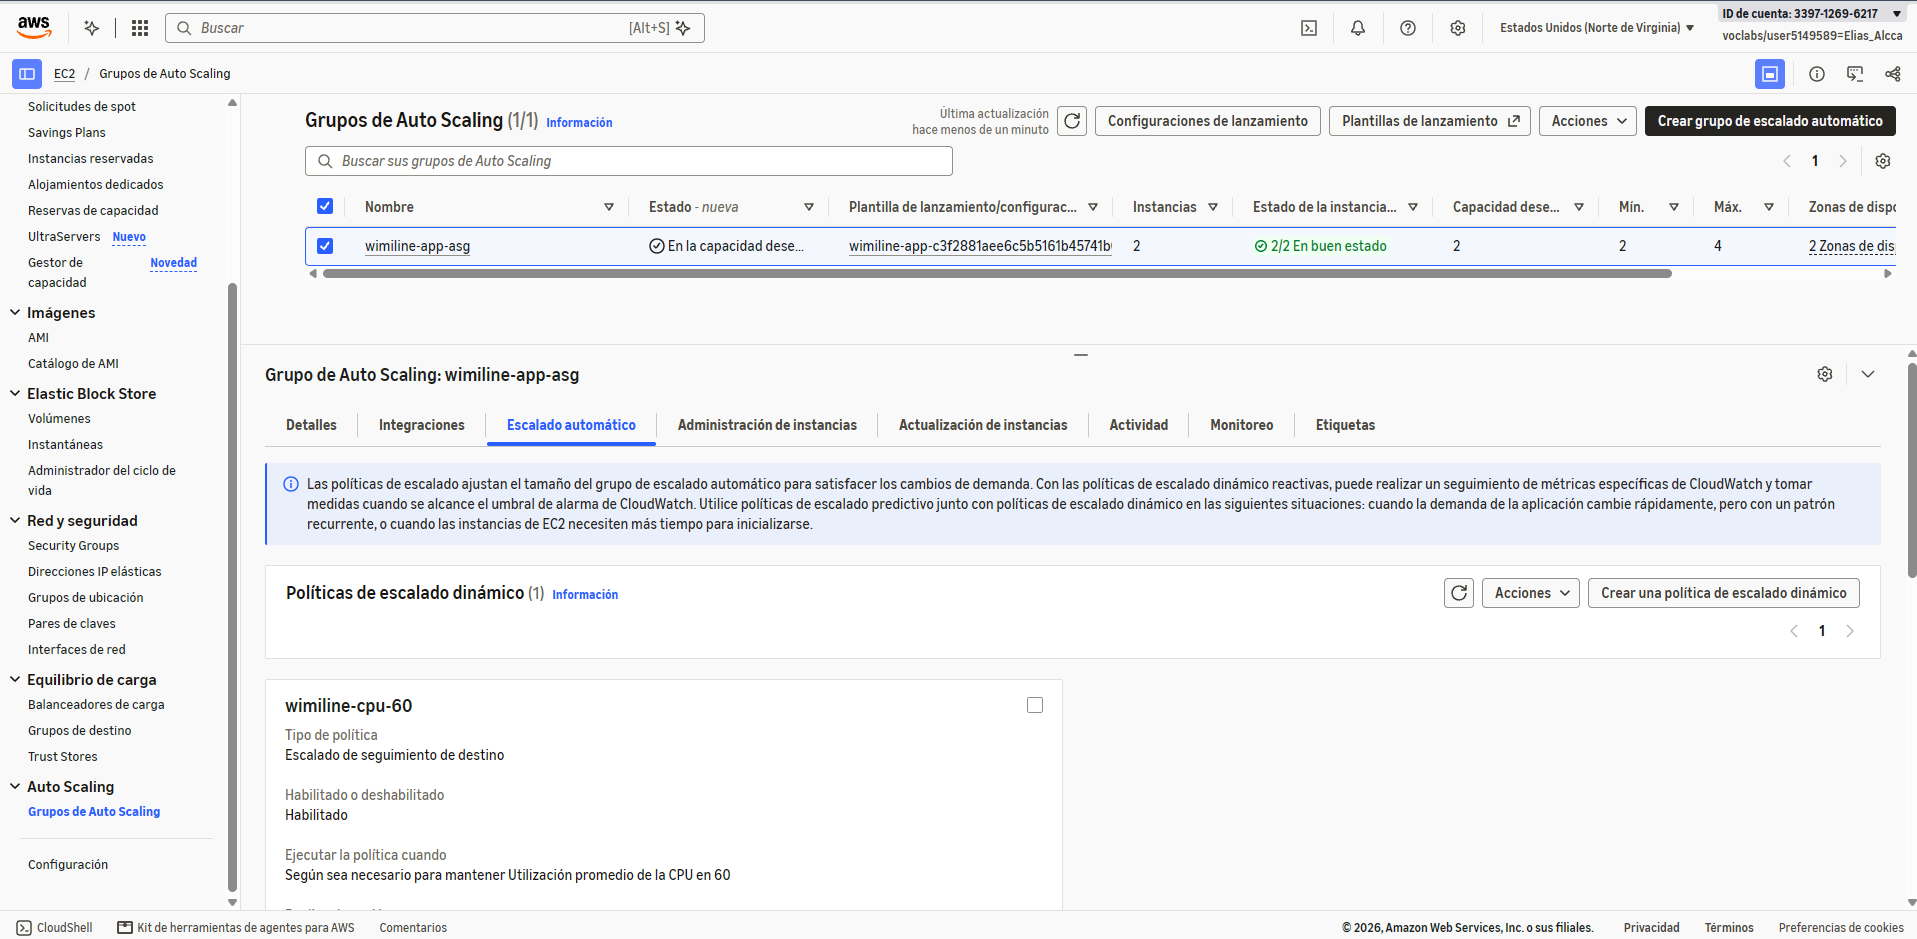 aws
Buscar
[Alt+S]
Estados Unidos (Norte de Virginia)
ID de cuenta: 3397-1269-6217
voclabs/user5149589=Elias_Alcca
EC2 / Grupos de Auto Scaling
Solicitudes de spot
Savings Plans
Instancias reservadas
Alojamientos dedicados
Reservas de capacidad
UltraServers Nuevo
Gestor de capacidad Novedad
Imágenes
AMI
Catálogo de AMI
Elastic Block Store
Volúmenes
Instantáneas
Administrador del ciclo de vida
Red y seguridad
Security Groups
Direcciones IP elásticas
Grupos de ubicación
Pares de claves
Interfaces de red
Equilibrio de carga
Balanceadores de carga
Grupos de destino
Trust Stores
Auto Scaling
Grupos de Auto Scaling
Configuración
Grupos de Auto Scaling (1/1) Información
Última actualización
hace menos de un minuto
Configuraciones de lanzamiento
Plantillas de lanzamiento
Acciones
Crear grupo de escalado automático
Buscar sus grupos de Auto Scaling
1
Nombre Estado - nueva Plantilla de lanzamiento/configurac... Instancias Estado de la instancia... Capacidad dese... Mín. Máx. Zonas de dispo
wimiline-app-asg En la capacidad dese... wimiline-app-c3f2881aee6c5b5161b45741b 2 2/2 En buen estado 2 2 4 2 Zonas de dis
Grupo de Auto Scaling: wimiline-app-asg
Detalles Integraciones Escalado automático Administración de instancias Actualización de instancias Actividad Monitoreo Etiquetas
Las políticas de escalado ajustan el tamaño del grupo de escalado automático para satisfacer los cambios de demanda. Con las políticas de escalado dinámico reactivas, puede realizar un seguimiento de métricas específicas de CloudWatch y tomar
medidas cuando se alcance el umbral de alarma de CloudWatch. Utilice políticas de escalado predictivo junto con políticas de escalado dinámico en las siguientes situaciones: cuando la demanda de la aplicación cambie rápidamente, pero con un patrón
recurrente, o cuando las instancias de EC2 necesiten más tiempo para inicializarse.
Políticas de escalado dinámico (1) Información
Acciones
Crear una política de escalado dinámico
1
wimiline-cpu-60
Tipo de política
Escalado de seguimiento de destino
Habilitado o deshabilitado
Habilitado
Ejecutar la política cuando
Según sea necesario para mantener Utilización promedio de la CPU en 60
CloudShell Kit de herramientas de agentes para AWS Comentarios
© 2026, Amazon Web Services, Inc. o sus filiales. Privacidad Términos Preferencias de cookies